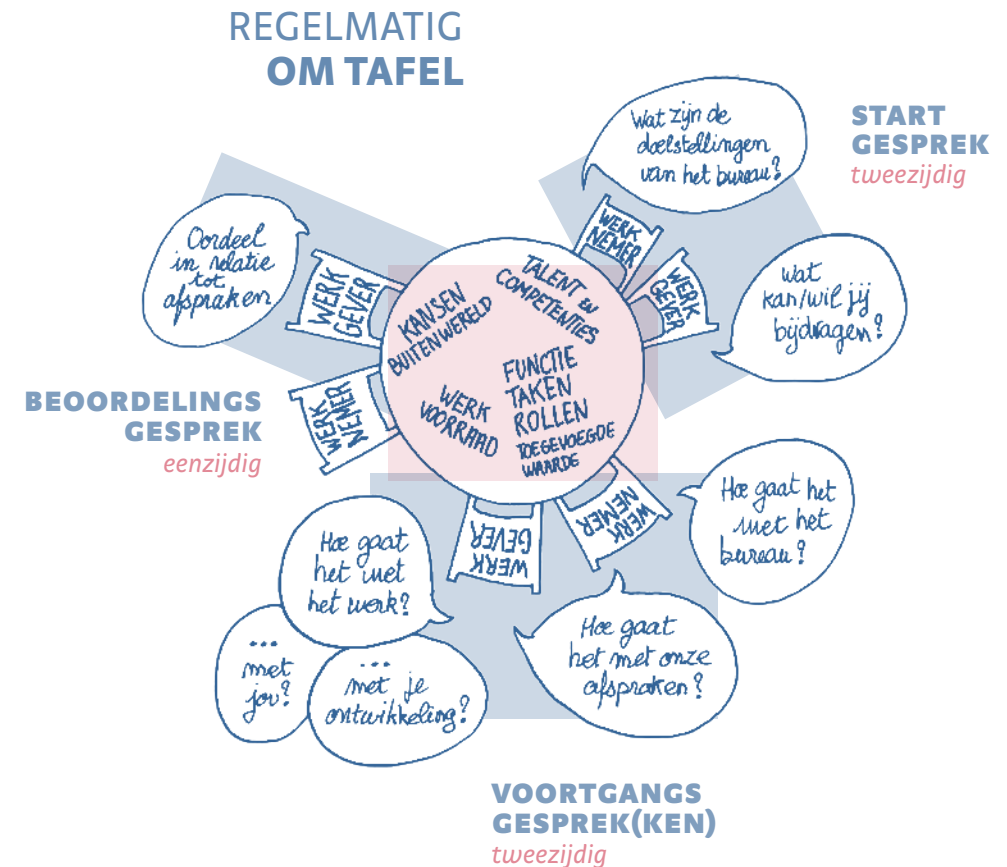 REGELMATIG
OM TAFEL
START
GESPREK
tweezijdig
Wat zijn de
doelstellingen
van het bureau?
wat
kan/wil jij
bijdragen?
WERK
NEMER
WERK
GEVER
Oordeel
in relatie
tot
afspraken
WERK
GEVER
WERK
NEMER
BEOORDELINGS
GESPREK
eenzijdig
KANSEN
BUITENWERELD
TALENT en
COMPETENTIES
WERK
VOORRAAD
FUNCTIE
TAKEN
ROLLEN
TOEGEVOEGDE
WAARDE
WERK
GEVER
WERK
NEMER
Hoe gaat het
met het
bureau?
Hoe gaat
het met
het werk?
...
met
jou?
...
met je
ontwikkeling?
Hoe gaat
het met onze
afspraken?
VOORTGANGS
GESPREK(KEN)
tweezijdig